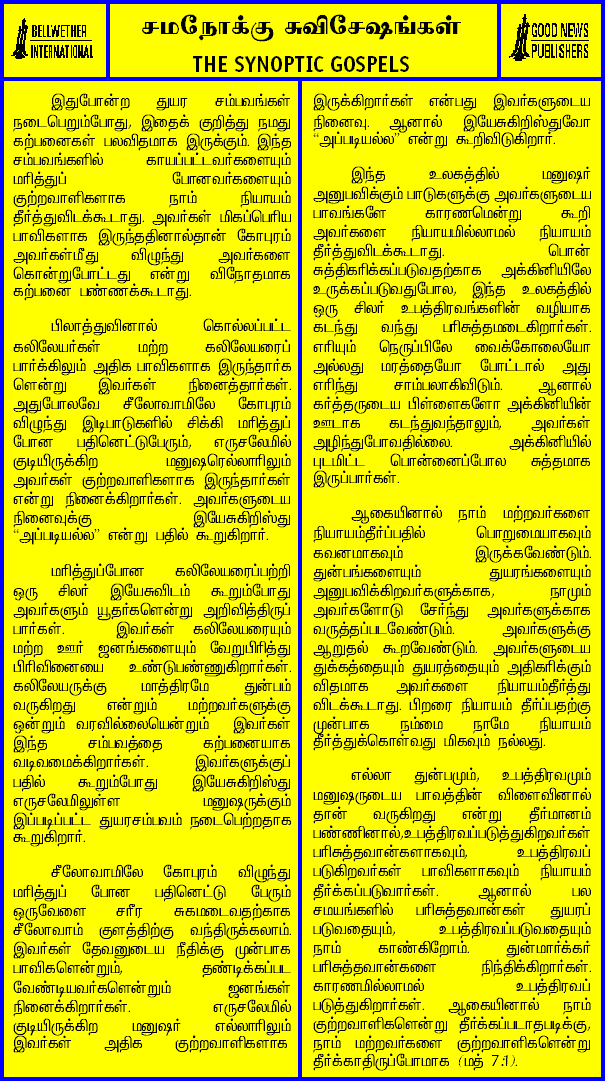 BELLWETHER
INTERNATIONAL
சமநோக்கு சுவிசேஷங்கள்
THE SYNOPTIC GOSPELS
GOOD NEWS
PUBLISHERS
இதுபோன்ற துயர சம்பவங்கள்
நடைபெறும்போது, இதைக் குறித்து நமது
கற்பனைகள் பலவிதமாக இருக்கும். இந்த
சம்பவங்களில் காயப்பட்டவர்களையும்
மரித்துப் போனவர்களையும்
குற்றவாளிகளாக நாம் நியாயம்
தீர்த்துவிடக்கூடாது. அவர்கள் மிகப்பெரிய
பாவிகளாக இருந்ததினால்தான் கோபுரம்
அவர்கள்மீது விழுந்து அவர்களை
கொன்றுபோட்டது என்று விநோதமாக
கற்பனை பண்ணக்கூடாது.
பிலாத்துவினால் கொல்லப்பட்ட
கலிலேயர்கள் மற்ற கலிலேயரைப்
பார்க்கிலும் அதிக பாவிகளாக இருந்தார்க
ளென்று இவர்கள் நினைத்தார்கள்.
அதுபோலவே சீலோவாமிலே கோபுரம்
விழுந்து இடிபாடுகளில் சிக்கி மரித்துப்
போன பதினெட்டுபேரும், எருசலேமில்
குடியிருக்கிற மனுஷரெல்லாரிலும்
அவர்கள் குற்றவாளிகளாக இருந்தார்கள்
என்று நினைக்கிறார்கள். அவர்களுடைய
நினைவுக்கு இயேசுகிறிஸ்து
“அப்படியல்ல” என்று பதில் கூறுகிறார்.
மரித்துப்போன கலிலேயரைப்பற்றி
ஒரு சிலர் இயேசுவிடம் கூறும்போது
அவர்களும் யூதர்களென்று அறிவித்திருப்
பார்கள். இவர்கள் கலிலேயரையும்
மற்ற ஊர் ஜனங்களையும் வேறுபிரித்து
பிரிவினையை உண்டுபண்ணுகிறார்கள்.
கலிலேயருக்கு மாத்திரமே துன்பம்
வருகிறது என்றும் மற்றவர்களுக்கு
ஒன்றும் வரவில்லையென்றும் இவர்கள்
இந்த சம்பவத்தை கற்பனையாக
வடிவமைக்கிறார்கள். இவர்களுக்குப்
பதில் கூறும்போது இயேசுகிறிஸ்து
எருசலேமிலுள்ள மனுஷருக்கும்
இப்படிப்பட்ட துயரசம்பவம் நடைபெற்றதாக
கூறுகிறார்.
சீலோவாமிலே கோபுரம் விழுந்து
மரித்துப் போன பதினெட்டு பேரும்
ஒருவேளை சரீர சுகமடைவதற்காக
சீலோவாம் குளத்திற்கு வந்திருக்கலாம்.
இவர்கள் தேவனுடைய நீதிக்கு முன்பாக
பாவிகளென்றும், தண்டிக்கப்பட
வேண்டியவர்களென்றும் ஜனங்கள்
நினைக்கிறார்கள். எருசலேமில்
குடியிருக்கிற மனுஷர் எல்லாரிலும்
இவர்கள் அதிக குற்றவாளிகளாக
இருக்கிறார்கள் என்பது இவர்களுடைய
நினைவு. ஆனால் இயேசுகிறிஸ்துவோ
“அப்படியல்ல” என்று கூறிவிடுகிறார்.
இந்த உலகத்தில் மனுஷர்
அனுபவிக்கும் பாடுகளுக்கு அவர்களுடைய
பாவங்களே காரணமென்று கூறி
அவர்களை நியாயமில்லாமல் நியாயம்
தீர்த்துவிடக்கூடாது. பொன்
சுத்திகரிக்கப்படுவதற்காக அக்கினியிலே
உருக்கப்படுவதுபோல, இந்த உலகத்தில்
ஒரு சிலர் உபத்திரவங்களின் வழியாக
கடந்து வந்து பரிசுத்தமடைகிறார்கள்.
எரியும் நெருப்பிலே வைக்கோலையோ
அல்லது மரத்தையோ போட்டால் அது
எரிந்து சாம்பலாகிவிடும். ஆனால்
கர்த்தருடைய பிள்ளைகளோ அக்கினியின்
ஊடாக கடந்துவந்தாலும், அவர்கள்
அழிந்துபோவதில்லை. அக்கினியில்
புடமிட்ட பொன்னைப்போல சுத்தமாக
இருப்பார்கள்.
ஆகையினால் நாம் மற்றவர்களை
நியாயம்தீர்ப்பதில் பொறுமையாகவும்
கவனமாகவும் இருக்கவேண்டும்.
துன்பங்களையும் துயரங்களையும்
அனுபவிக்கிறவர்களுக்காக, நாமும்
அவர்களோடு சேர்ந்து அவர்களுக்காக
வருத்தப்படவேண்டும். அவர்களுக்கு
ஆறுதல் கூறவேண்டும். அவர்களுடைய
துக்கத்தையும் துயரத்தையும் அதிகரிக்கும்
விதமாக அவர்களை நியாயம்தீர்த்து
விடக்கூடாது. பிறரை நியாயம் தீர்ப்பதற்கு
முன்பாக நம்மை நாமே நியாயம்
தீர்த்துக்கொள்வது மிகவும் நல்லது.
எல்லா துன்பமும், உபத்திரவமும்
மனுஷருடைய பாவத்தின் விளைவினால்
தான் வருகிறது என்று தீர்மானம்
பண்ணினால்,உபத்திரவப்படுத்துகிறவர்கள்
பரிசுத்தவான்களாகவும், உபத்திரவப்
படுகிறவர்கள் பாவிகளாகவும் நியாயம்
தீர்க்கப்படுவார்கள். ஆனால் பல
சமயங்களில் பரிசுத்தவான்கள் துயரப்
படுவதையும், உபத்திரவப்படுவதையும்
நாம் காண்கிறோம். துன்மார்க்கர்
பரிசுத்தவான்களை நிந்திக்கிறார்கள்.
காரணமில்லாமல் உபத்திரவப்
படுத்துகிறார்கள். ஆகையினால் நாம்
குற்றவாளிகளென்று தீர்க்கப்படாதபடிக்கு,
நாம் மற்றவர்களை குற்றவாளிகளென்று
தீர்க்காதிருப்போமாக (மத் 7:1).